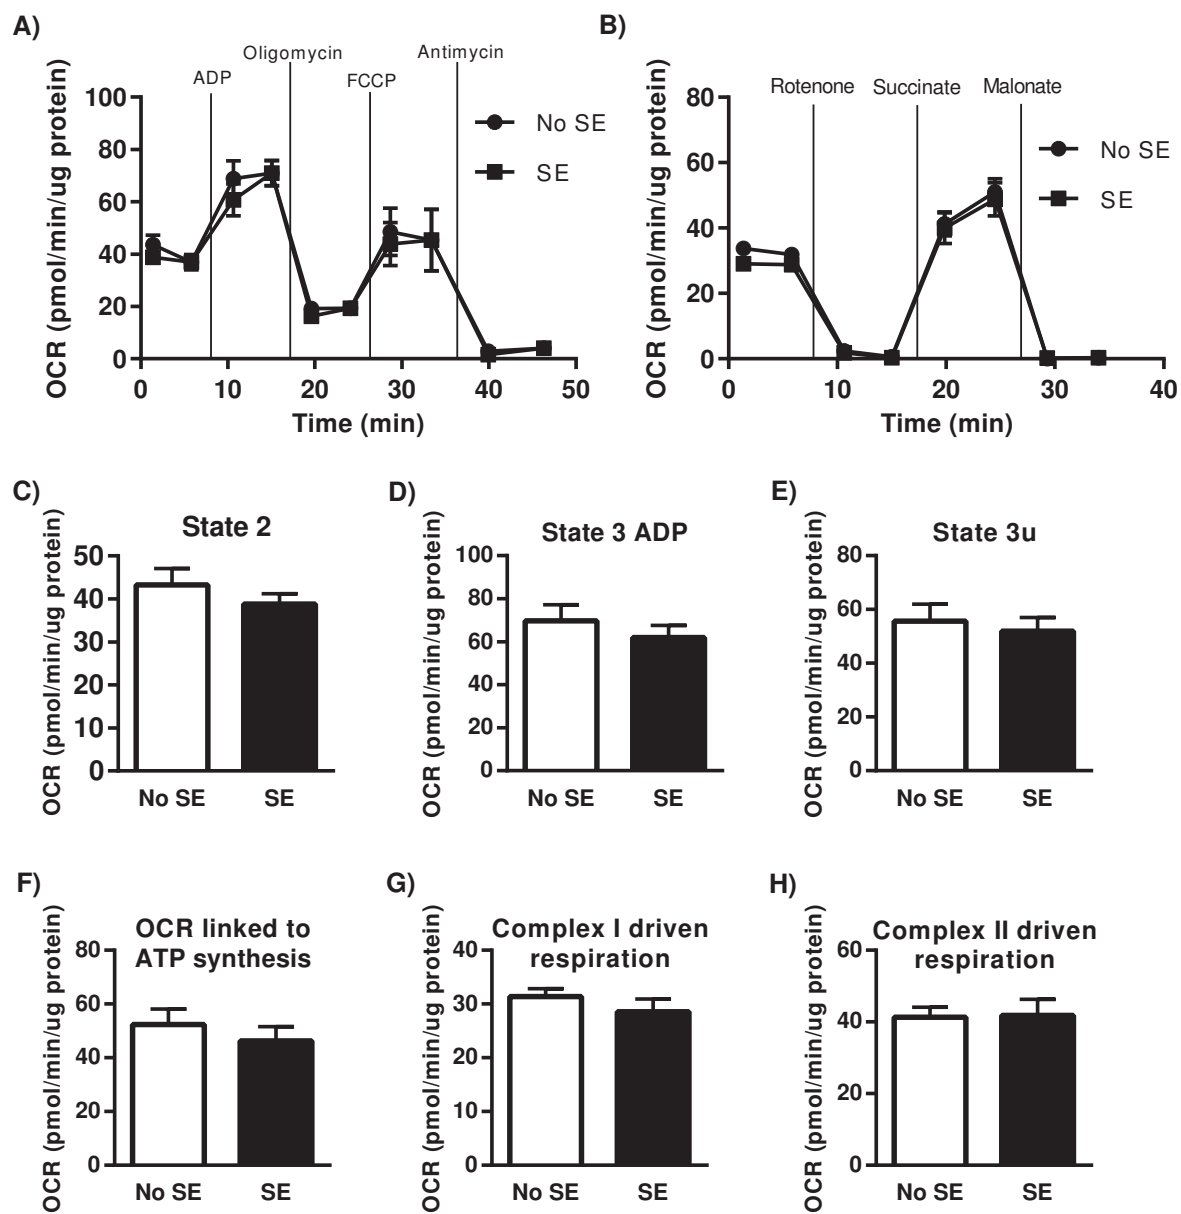 A)
OCR (pmol/min/ug protein)
ADP
Oligomycin
FCCP
Antimycin
100
80
60
40
20
0
0 10 20 30 40 50
Time (min)
No SE
SE
B)
OCR (pmol/min/ug protein)
Rotenone Succinate Malonate
80
60
40
20
0
0 10 20 30 40
Time (min)
No SE
SE
C)
State 2
OCR (pmol/min/ug protein)
50
40
30
20
10
0
No SE SE
D)
State 3 ADP
OCR (pmol/min/ug protein)
100
80
60
40
20
0
No SE SE
E)
State 3u
OCR (pmol/min/ug protein)
80
60
40
20
0
No SE SE
F)
OCR linked to
ATP synthesis
OCR (pmol/min/ug protein)
80
60
40
20
0
No SE SE
G)
Complex I driven
respiration
OCR (pmol/min/ug protein)
40
30
20
10
0
No SE SE
H)
Complex II driven
respiration
OCR (pmol/min/ug protein)
60
40
20
0
No SE SE